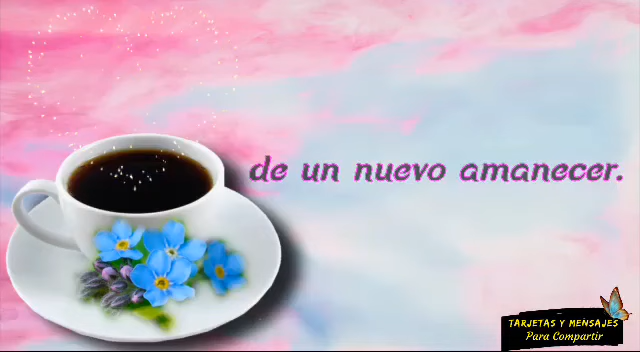 de un nuevo amanecer.
TARJETAS Y MENSAJES
Para Compartir